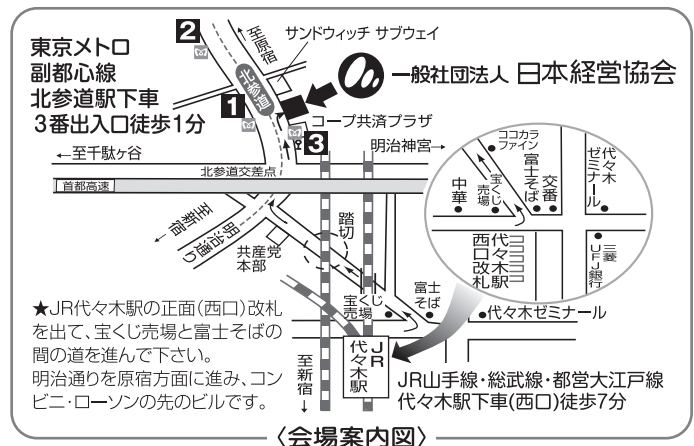 東京メトロ
副都心線
北参道駅下車
3番出入口徒歩1分
2
至原宿
サンドウィッチ サブウェイ
北参道
一般社団法人 日本経営協会
1
3
コープ共済プラザ
←至千駄ヶ谷
明治神宮→
北参道交差点
首都高速
至新宿
明治通り
共産党
本部
踏切
宝くじ
売場
富士
そば
代々木ゼミナール
JR
代々木駅
至新宿
ココカラ
ファイン
代々木
ゼミナール
中華
宝くじ
売場
富士そば
交番
代々木駅
西口改札
三菱
UFJ銀行
★JR代々木駅の正面(西口)改札
を出て、宝くじ売場と富士そばの
間の道を進んで下さい。
明治通りを原宿方面に進み、コン
ビニ・ローソンの先のビルです。
JR山手線・総武線・都営大江戸線
代々木駅下車(西口)徒歩7分
〈会場案内図〉